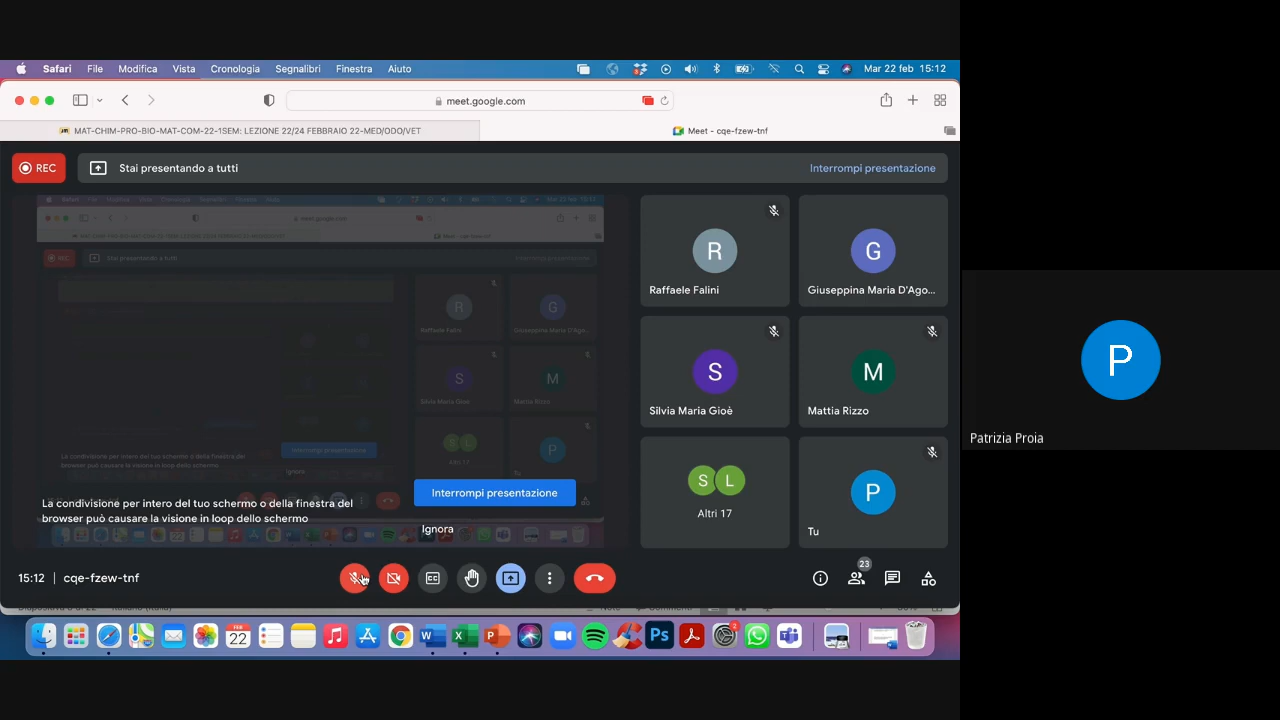 Safari File Modifica Vista Cronologia Segnalibri Finestra Aiuto Mar 22 feb 15:12
meet.google.com
MAT-CHIM-PRO-BIO-MAT-COM-22-1SEM: LEZIONE 22/24 FEBBRAIO 22-MED/ODO/VET
Meet - cqe-fzew-tnf
REC
Stai presentando a tutti
Interrompi presentazione
R
Raffaele Falini
G
Giuseppina Maria D'Ago...
S
Silvia Maria Gioè
M
Mattia Rizzo
S L
Altri 17
P
Tu
La condivisione per intero del tuo schermo o della finestra del
browser può causare la visione in loop dello schermo
Interrompi presentazione
Ignora
15:12 | cqe-fzew-tnf
23
FEB
22
Ps
P
Patrizia Proia